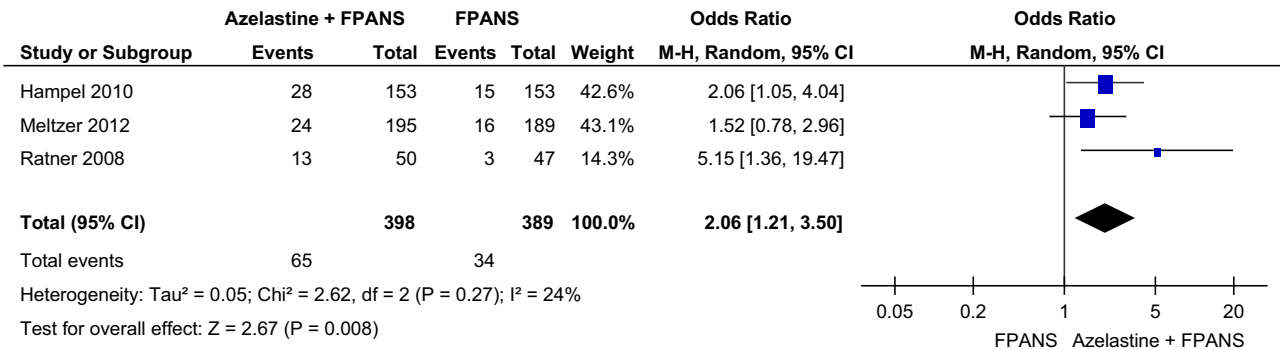 Azelastine + FPANS FPANS Odds Ratio Odds Ratio
Study or Subgroup Events Total Events Total Weight M-H, Random, 95% CI M-H, Random, 95% CI
Hampel 2010 28 153 15 153 42.6% 2.06 [1.05, 4.04]
Meltzer 2012 24 195 16 189 43.1% 1.52 [0.78, 2.96]
Ratner 2008 13 50 3 47 14.3% 5.15 [1.36, 19.47]
Total (95% CI) 398 389 100.0% 2.06 [1.21, 3.50]
Total events 65 34
Heterogeneity: Tau² = 0.05; Chi² = 2.62, df = 2 (P = 0.27); I² = 24%
Test for overall effect: Z = 2.67 (P = 0.008)
0.05 0.2 1 5 20
FPANS Azelastine + FPANS